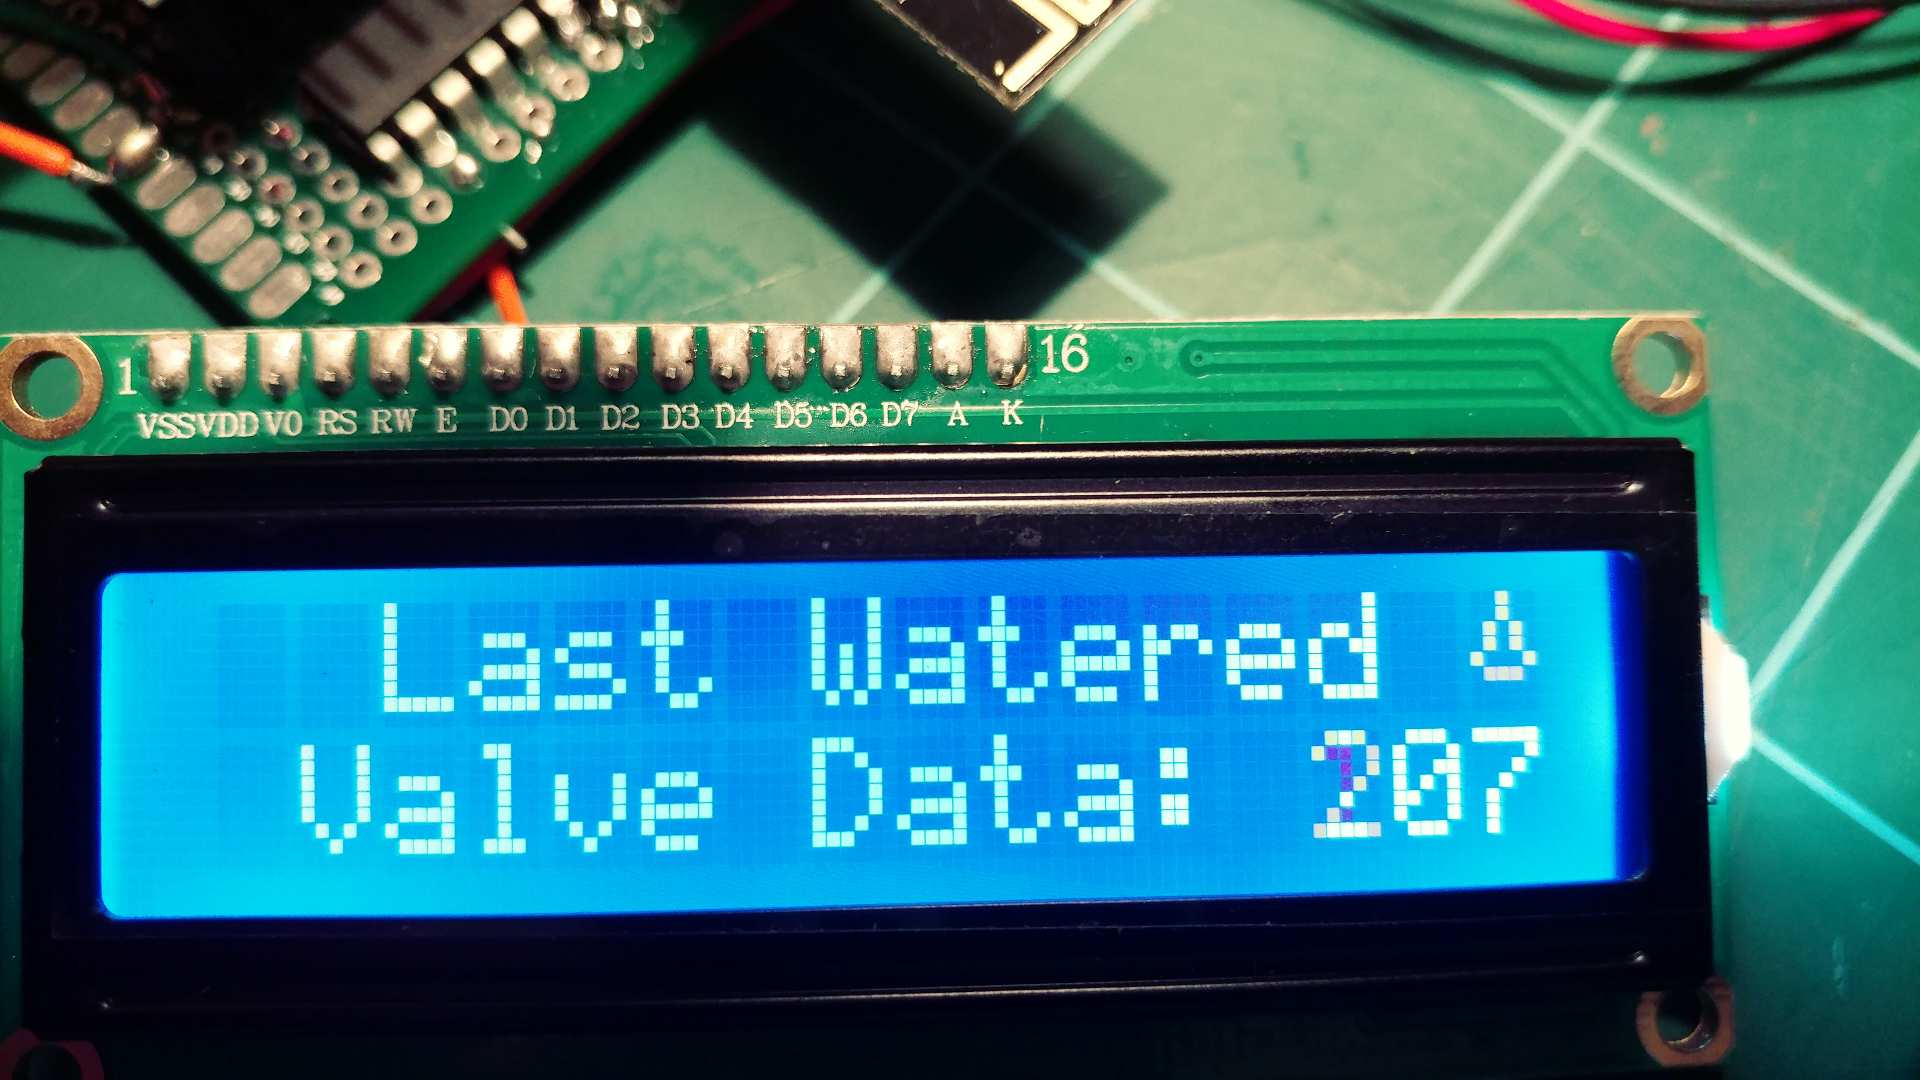 1 16
VSS VDD V0 RS RW E D0 D1 D2 D3 D4 D5 D6 D7 A K
Last Watered
Valve Data: 207